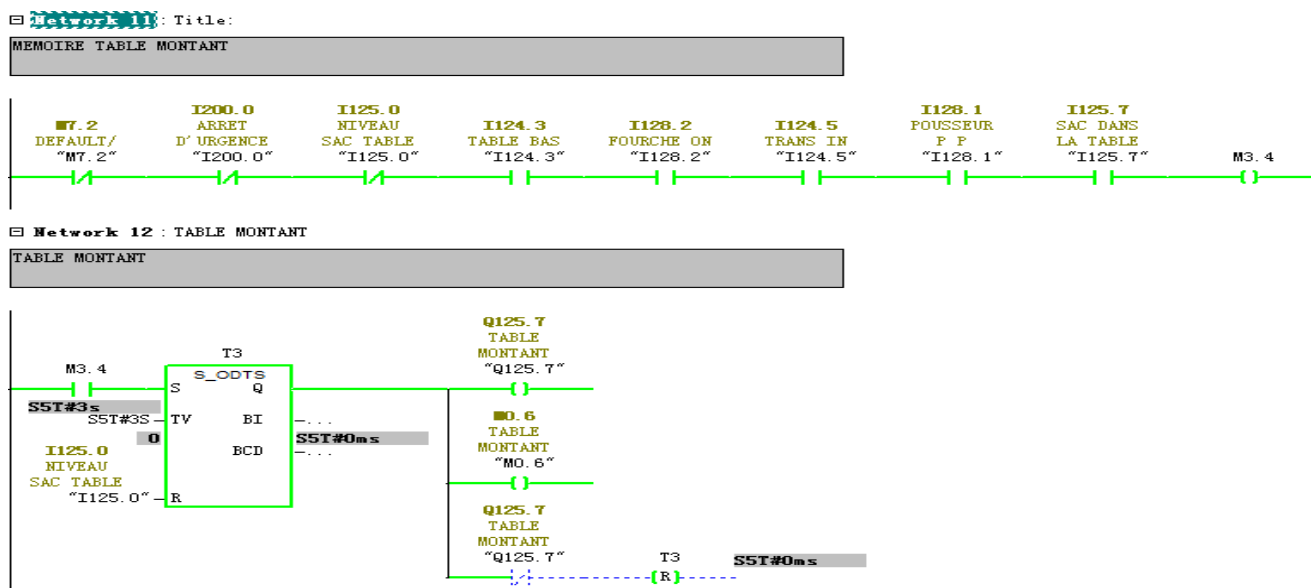 Network 11: Title:
MEMOIRE TABLE MONTANT
M7.2
DEFAULT/
"M7.2"
I200.0
ARRET
D'URGENCE
"I200.0"
I125.0
NIVEAU
SAC TABLE
"I125.0"
I124.3
TABLE BAS
"I124.3"
I128.2
FOURCHE ON
"I128.2"
I124.5
TRANS IN
"I124.5"
I128.1
POUSSEUR
P P
"I128.1"
I125.7
SAC DANS
LA TABLE
"I125.7"
M3.4
Network 12 : TABLE MONTANT
TABLE MONTANT
M3.4
S5T#3s
S5T#3S
0
I125.0
NIVEAU
SAC TABLE
"I125.0"
T3
S_ODTS
S Q
TV BI
BCD
R
...
S5T#0ms
...
Q125.7
TABLE
MONTANT
"Q125.7"
M0.6
TABLE
MONTANT
"M0.6"
Q125.7
TABLE
MONTANT
"Q125.7"
T3
R
S5T#0ms